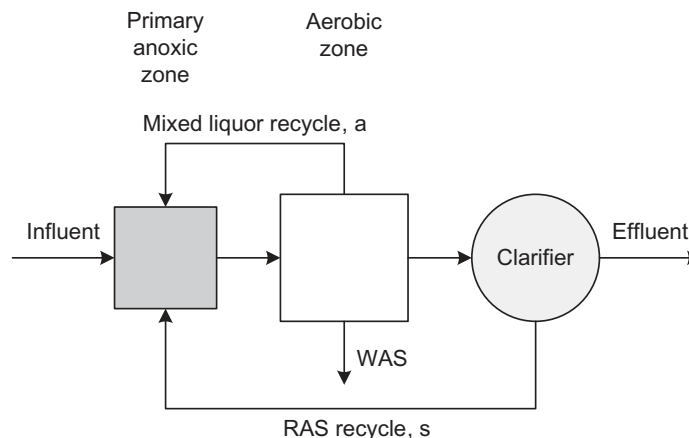 Primary
anoxic
zone
Aerobic
zone
Mixed liquor recycle, a
Influent
Clarifier
Effluent
WAS
RAS recycle, s